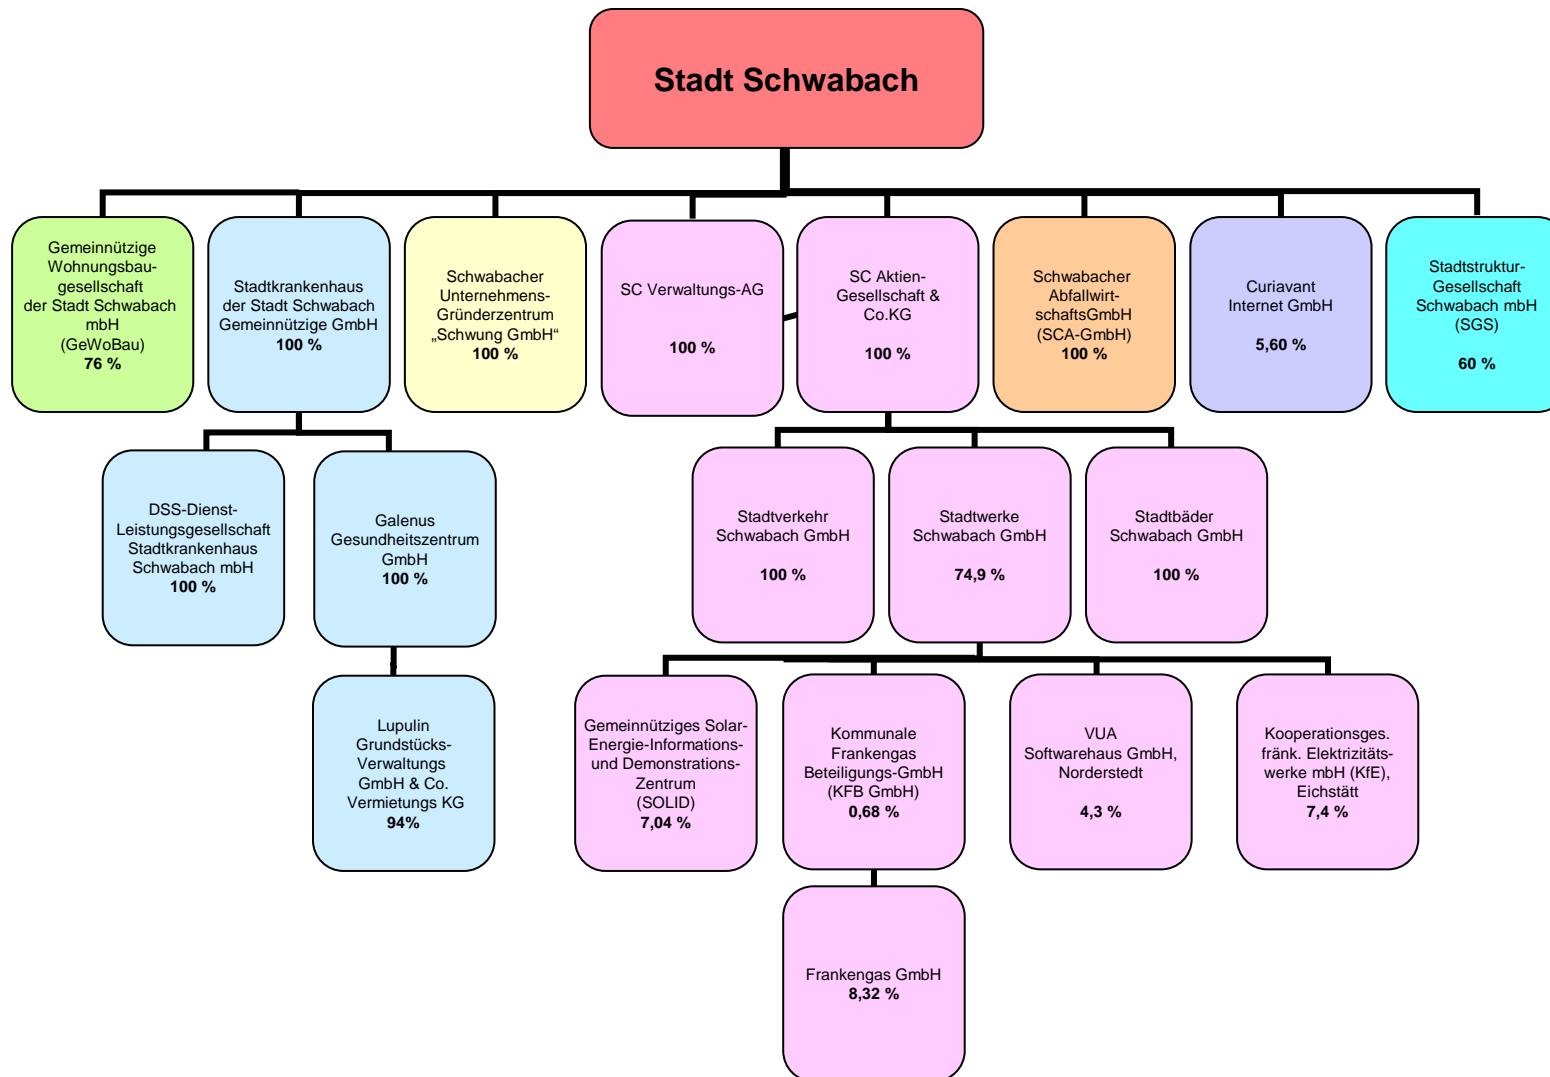 Stadt Schwabach
Gemeinnützige
Wohnungsbau-
gesellschaft
der Stadt Schwabach
mbH
(GeWoBau)
76 %
Stadtkrankenhaus
der Stadt Schwabach
Gemeinnützige GmbH
100 %
Schwabacher
Unternehmens-
Gründerzentrum
„Schwung GmbH“
100 %
SC Verwaltungs-AG
100 %
SC Aktien-
Gesellschaft &
Co.KG
100 %
Schwabacher
Abfallwirt-
schaftsGmbH
(SCA-GmbH)
100 %
Curiavant
Internet GmbH
5,60 %
Stadtstruktur-
Gesellschaft
Schwabach mbH
(SGS)
60 %
DSS-Dienst-
Leistungsgesellschaft
Stadtkrankenhaus
Schwabach mbH
100 %
Galenus
Gesundheitszentrum
GmbH
100 %
Stadtverkehr
Schwabach GmbH
100 %
Stadtwerke
Schwabach GmbH
74,9 %
Stadtbäder
Schwabach GmbH
100 %
Lupulin
Grundstücks-
Verwaltungs
GmbH & Co.
Vermietungs KG
94%
Gemeinnütziges Solar-
Energie-Informations-
und Demonstrations-
Zentrum
(SOLID)
7,04 %
Kommunale
Frankengas
Beteiligungs-GmbH
(KFB GmbH)
0,68 %
VUA
Softwarehaus GmbH,
Norderstedt
4,3 %
Kooperationsges.
fränk. Elektrizitäts-
werke mbH (KfE),
Eichstätt
7,4 %
Frankengas GmbH
8,32 %